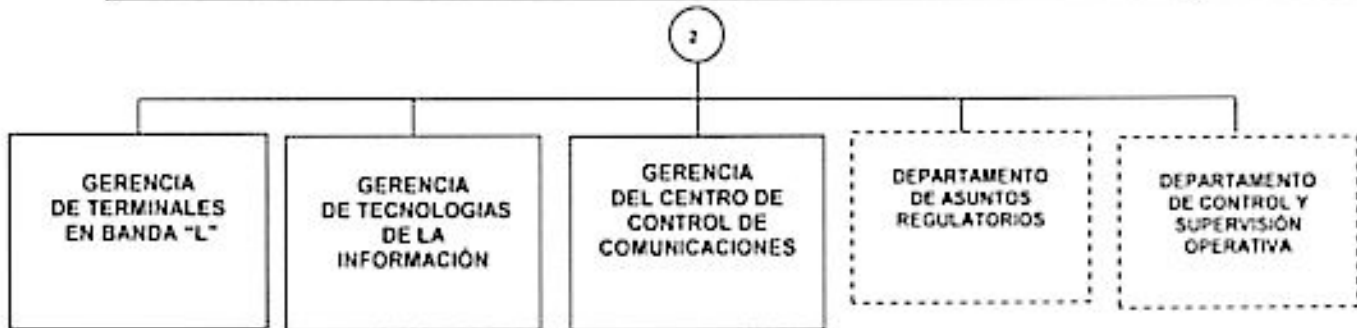 2
GERENCIA
DE TERMINALES
EN BANDA "L"
GERENCIA
DE TECNOLOGIAS
DE LA
INFORMACIÓN
GERENCIA
DEL CENTRO DE
CONTROL DE
COMUNICACIONES
DEPARTAMENTO
DE ASUNTOS
REGULATORIOS
DEPARTAMENTO
DE CONTROL Y
SUPERVISIÓN
OPERATIVA